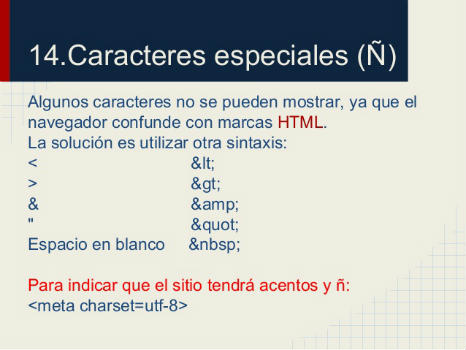 14.Caracteres especiales (Ñ)
Algunos caracteres no se pueden mostrar, ya que el
navegador confunde con marcas HTML.
La solución es utilizar otra sintaxis:
< &lt;
> &gt;
& &amp;
" &quot;
Espacio en blanco &nbsp;
Para indicar que el sitio tendrá acentos y ñ:
<meta charset=utf-8>